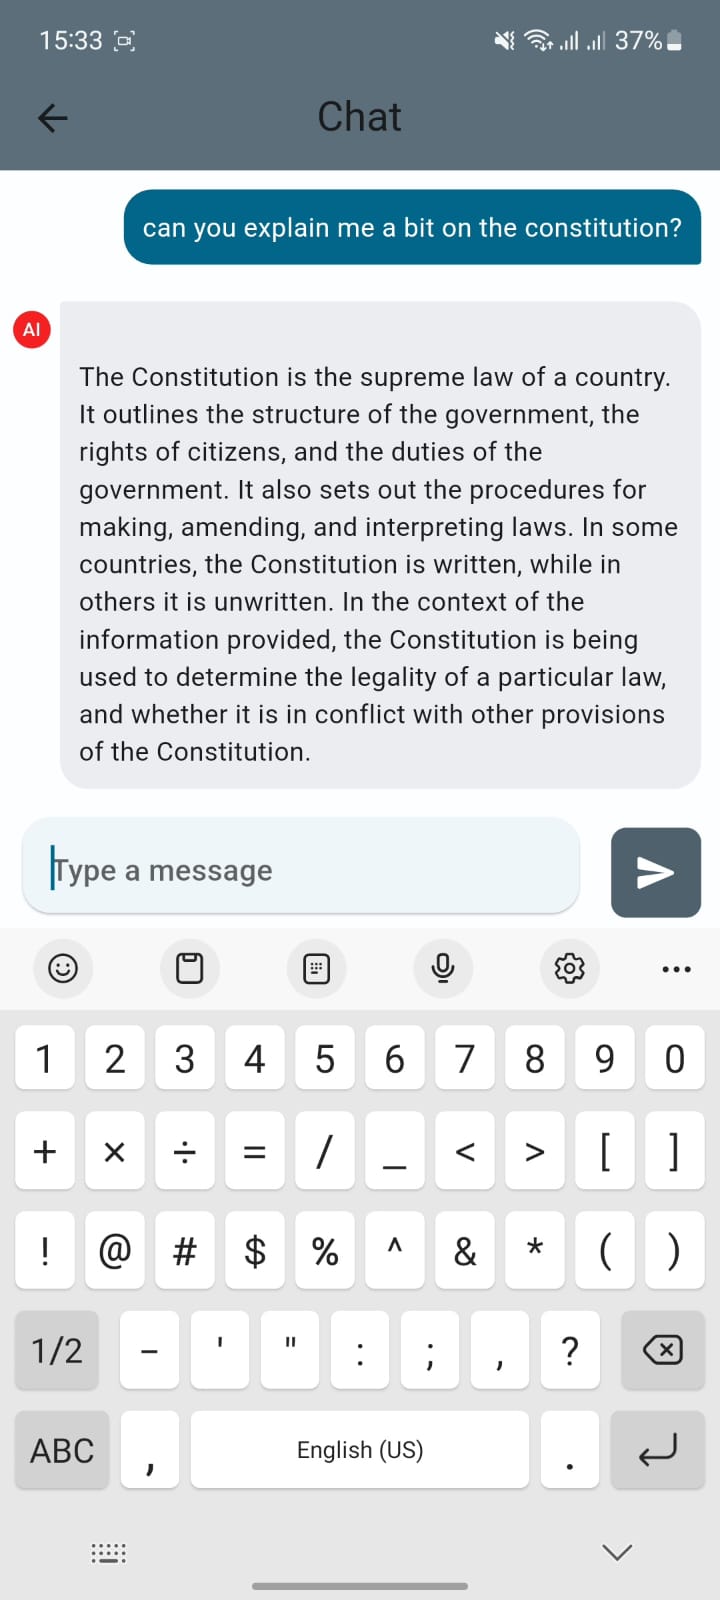 15:33
37%
Chat
can you explain me a bit on the constitution?
AI
The Constitution is the supreme law of a country.
It outlines the structure of the government, the
rights of citizens, and the duties of the
government. It also sets out the procedures for
making, amending, and interpreting laws. In some
countries, the Constitution is written, while in
others it is unwritten. In the context of the
information provided, the Constitution is being
used to determine the legality of a particular law,
and whether it is in conflict with other provisions
of the Constitution.
Type a message
1 2 3 4 5 6 7 8 9 0
+ × ÷ = / _ < > [ ]
! @ # $ % ^ & * ( )
1/2 - ' " : ; , ?
ABC , English (US) .